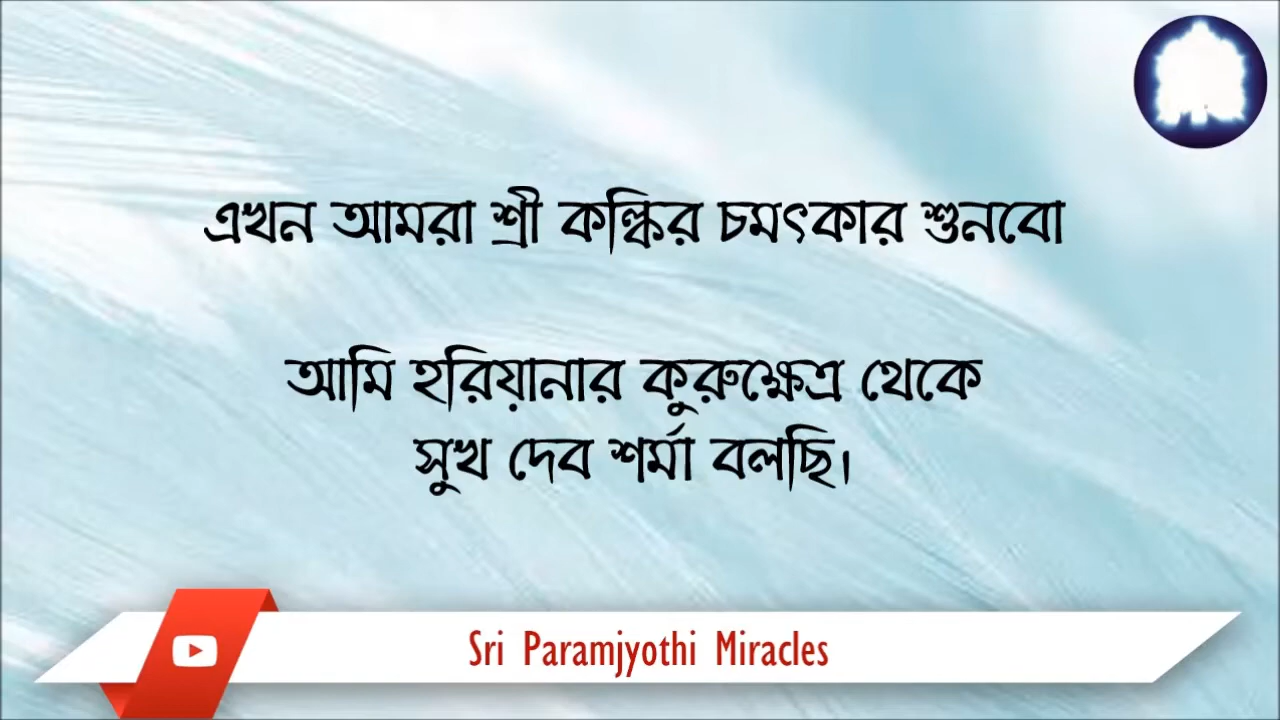 এখন আমরা শ্রী কল্কির চমৎকার শুনবো
আমি হরিয়ানার কুরুক্ষেত্র থেকে
সুখ দেব শর্মা বলছি।
Sri Paramjyothi Miracles